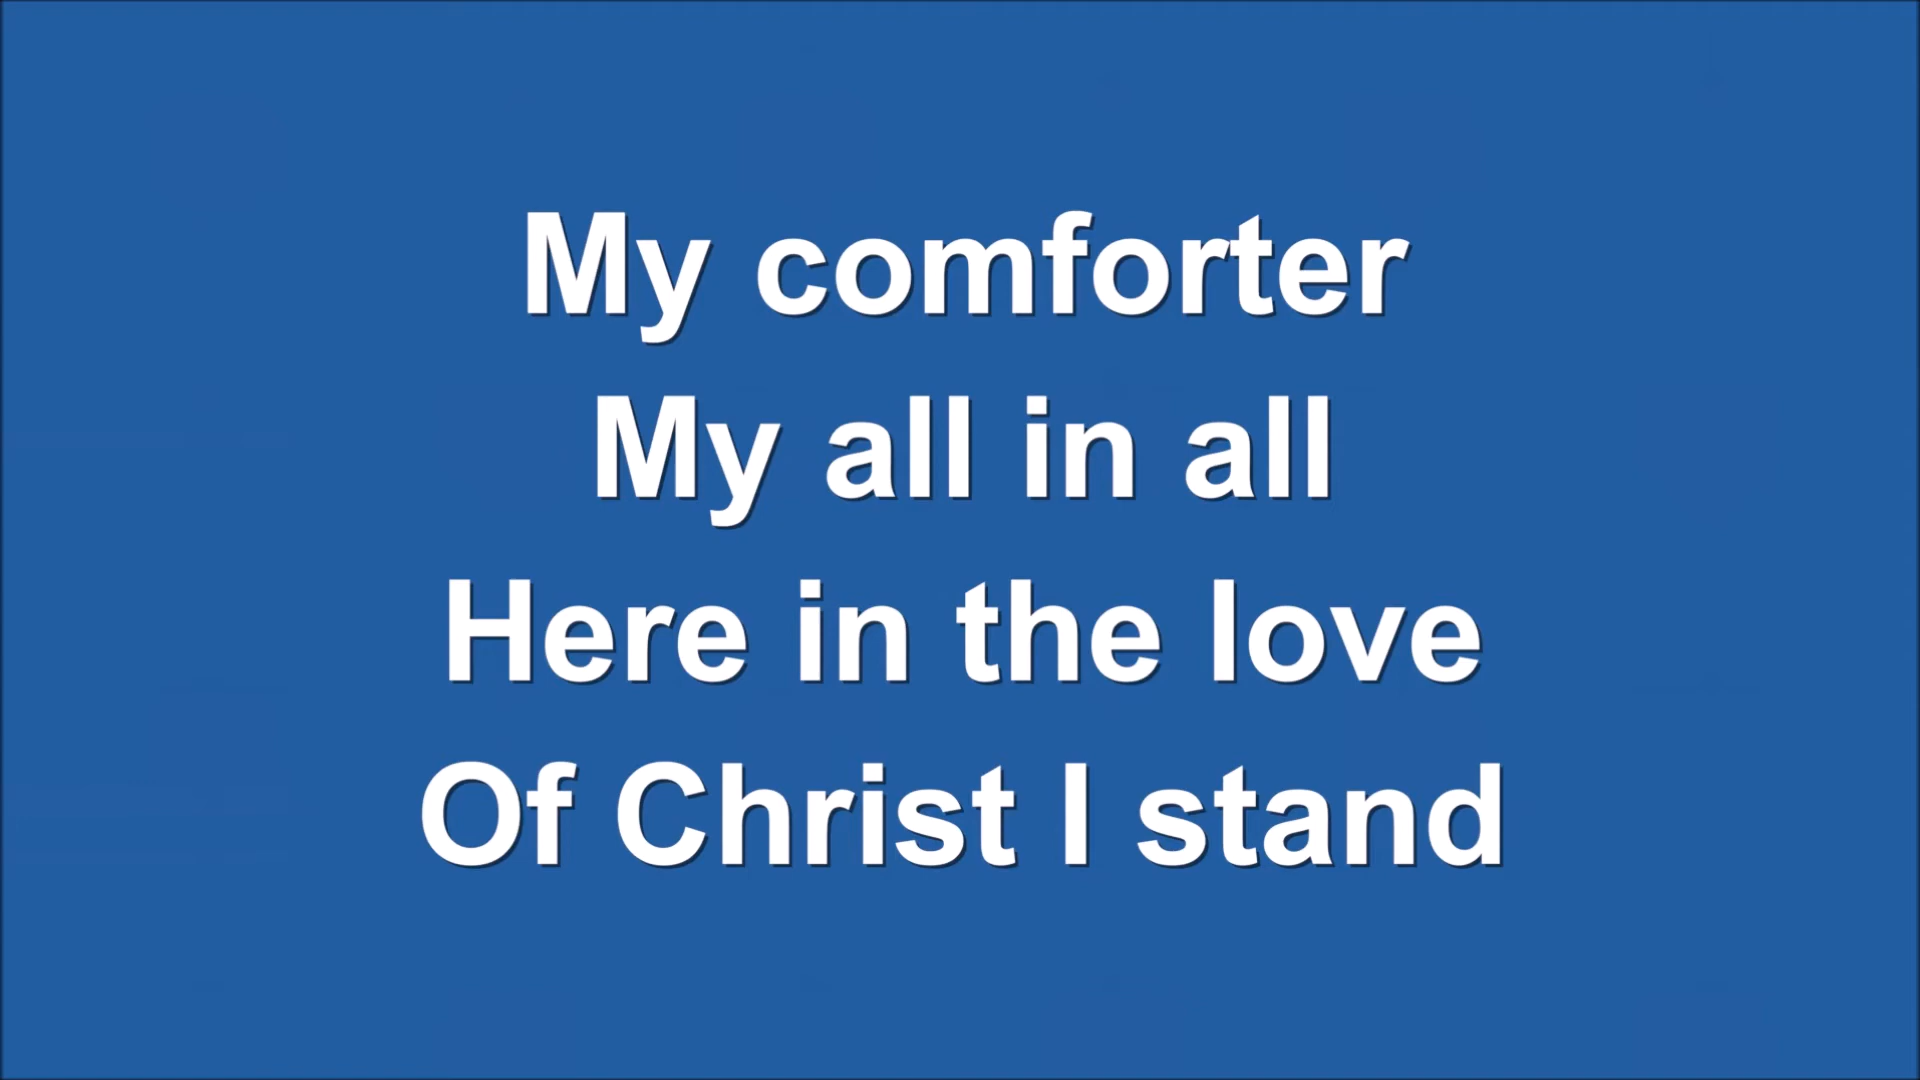 My comforter
My all in all
Here in the love
Of Christ I stand